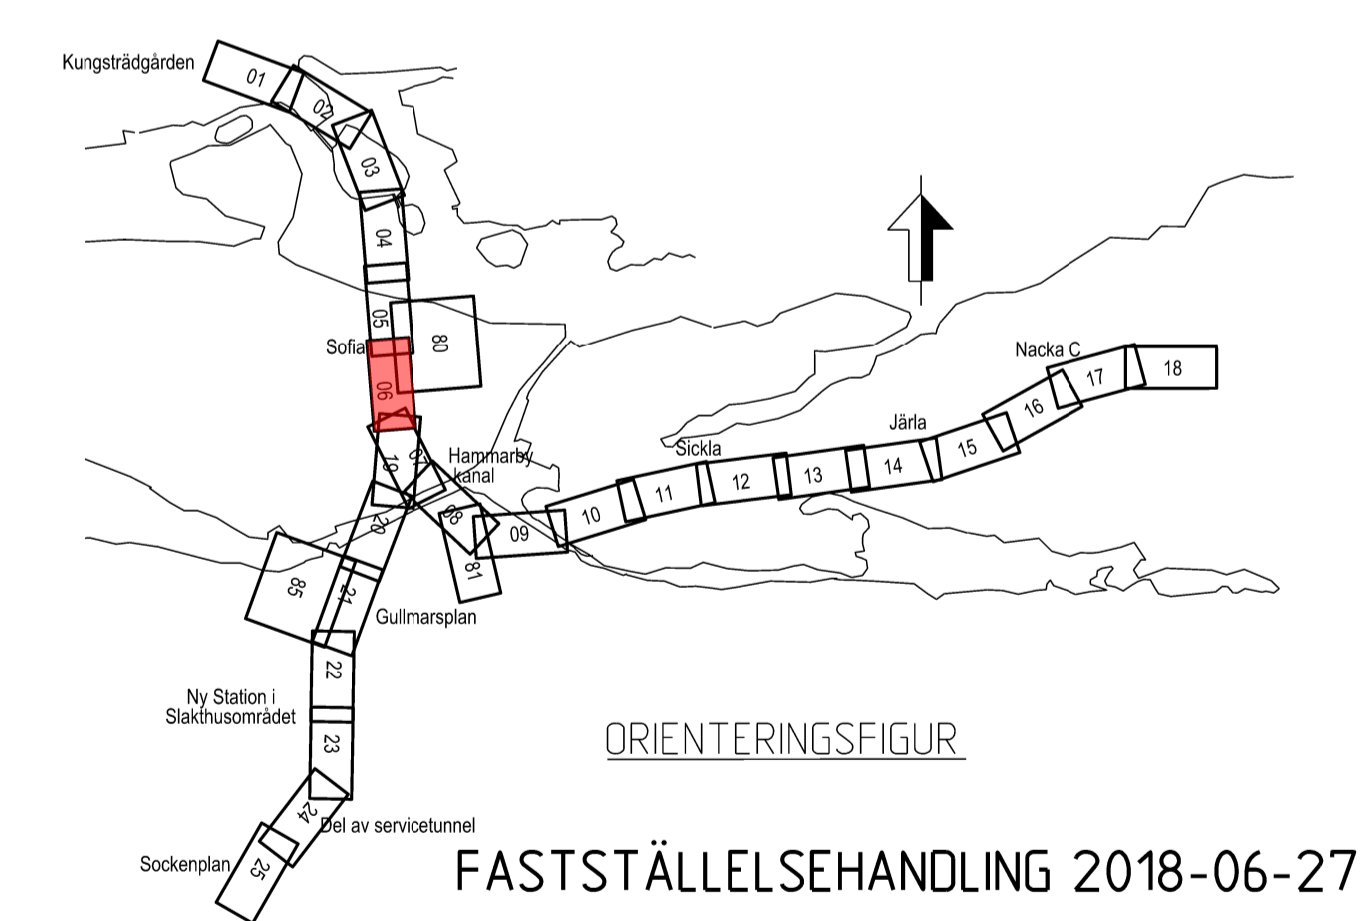 Kungsträdgården
01
02
03
04
05
80
Sofia
06
Nacka C
18
17
16
Järla
15
Sickla
14
13
12
11
10
Hammarby
kanal
07
19
08
09
20
81
85
21
Gullmarsplan
22
Ny Station i
Slakthusområdet
23
ORIENTERINGSFIGUR
24
Del av servicetunnel
Sockenplan
25
FASTSTÄLLELSEHANDLING 2018-06-27